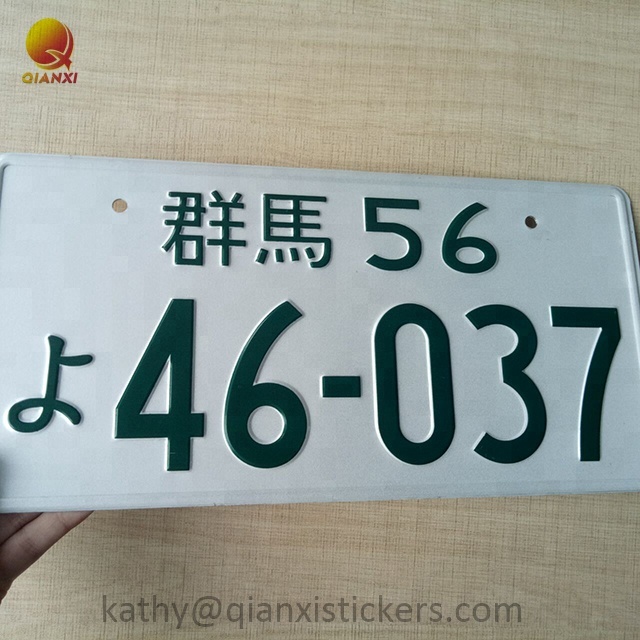 QIANXI
群馬 56
よ 46-037
kathy@qianxistickers.com